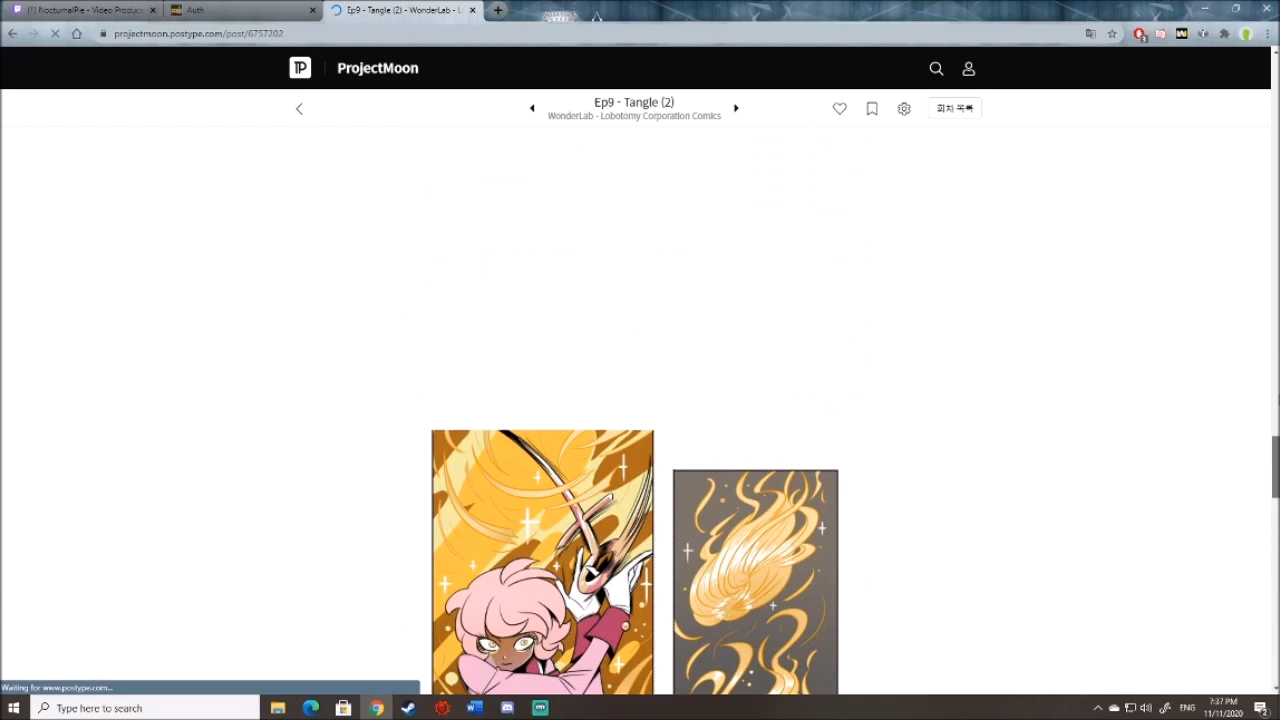 (1) NocturnalPie - Video Produce
Auth
Ep9 - Tangle (2) - WonderLab - L
projectmoon.postype.com/post/6757202
ProjectMoon
Ep9 - Tangle (2)
WonderLab - Lobotomy Corporation Comics
회차 목록
Waiting for www.postype.com...
Type here to search
ENG
7:37 PM
11/11/2020
2